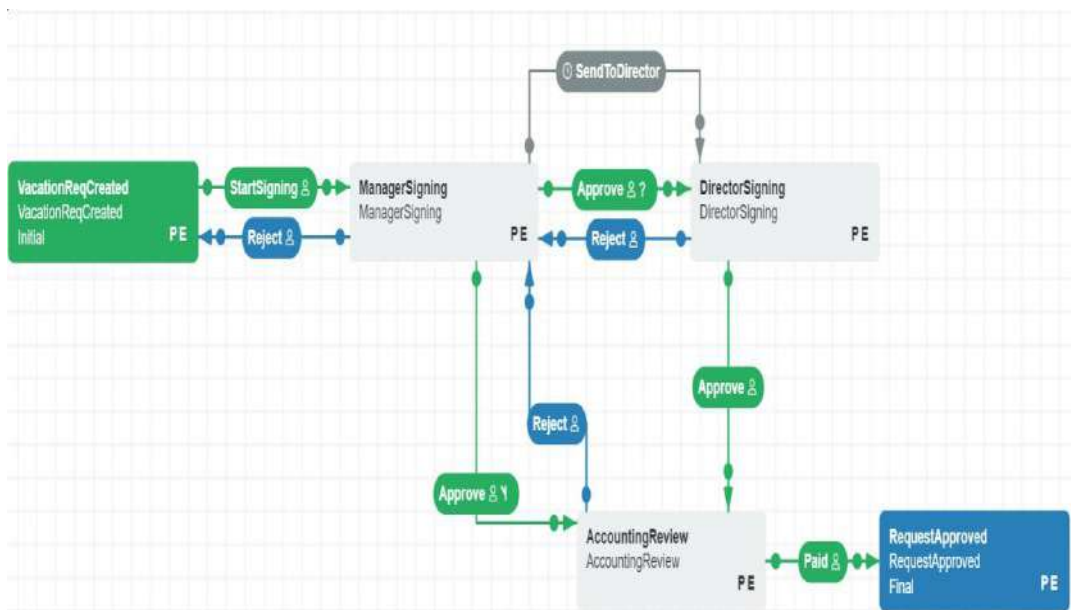 SendToDirector
VacationReqCreated
VacationReqCreated
Initial
PE
StartSigning
Reject
ManagerSigning
ManagerSigning
PE
Approve ?
Reject
DirectorSigning
DirectorSIgning
PE
Approve
Reject
Approve
AccountingReview
AccountingReview
PE
Paid
RequestApproved
RequestApproved
Final
PE